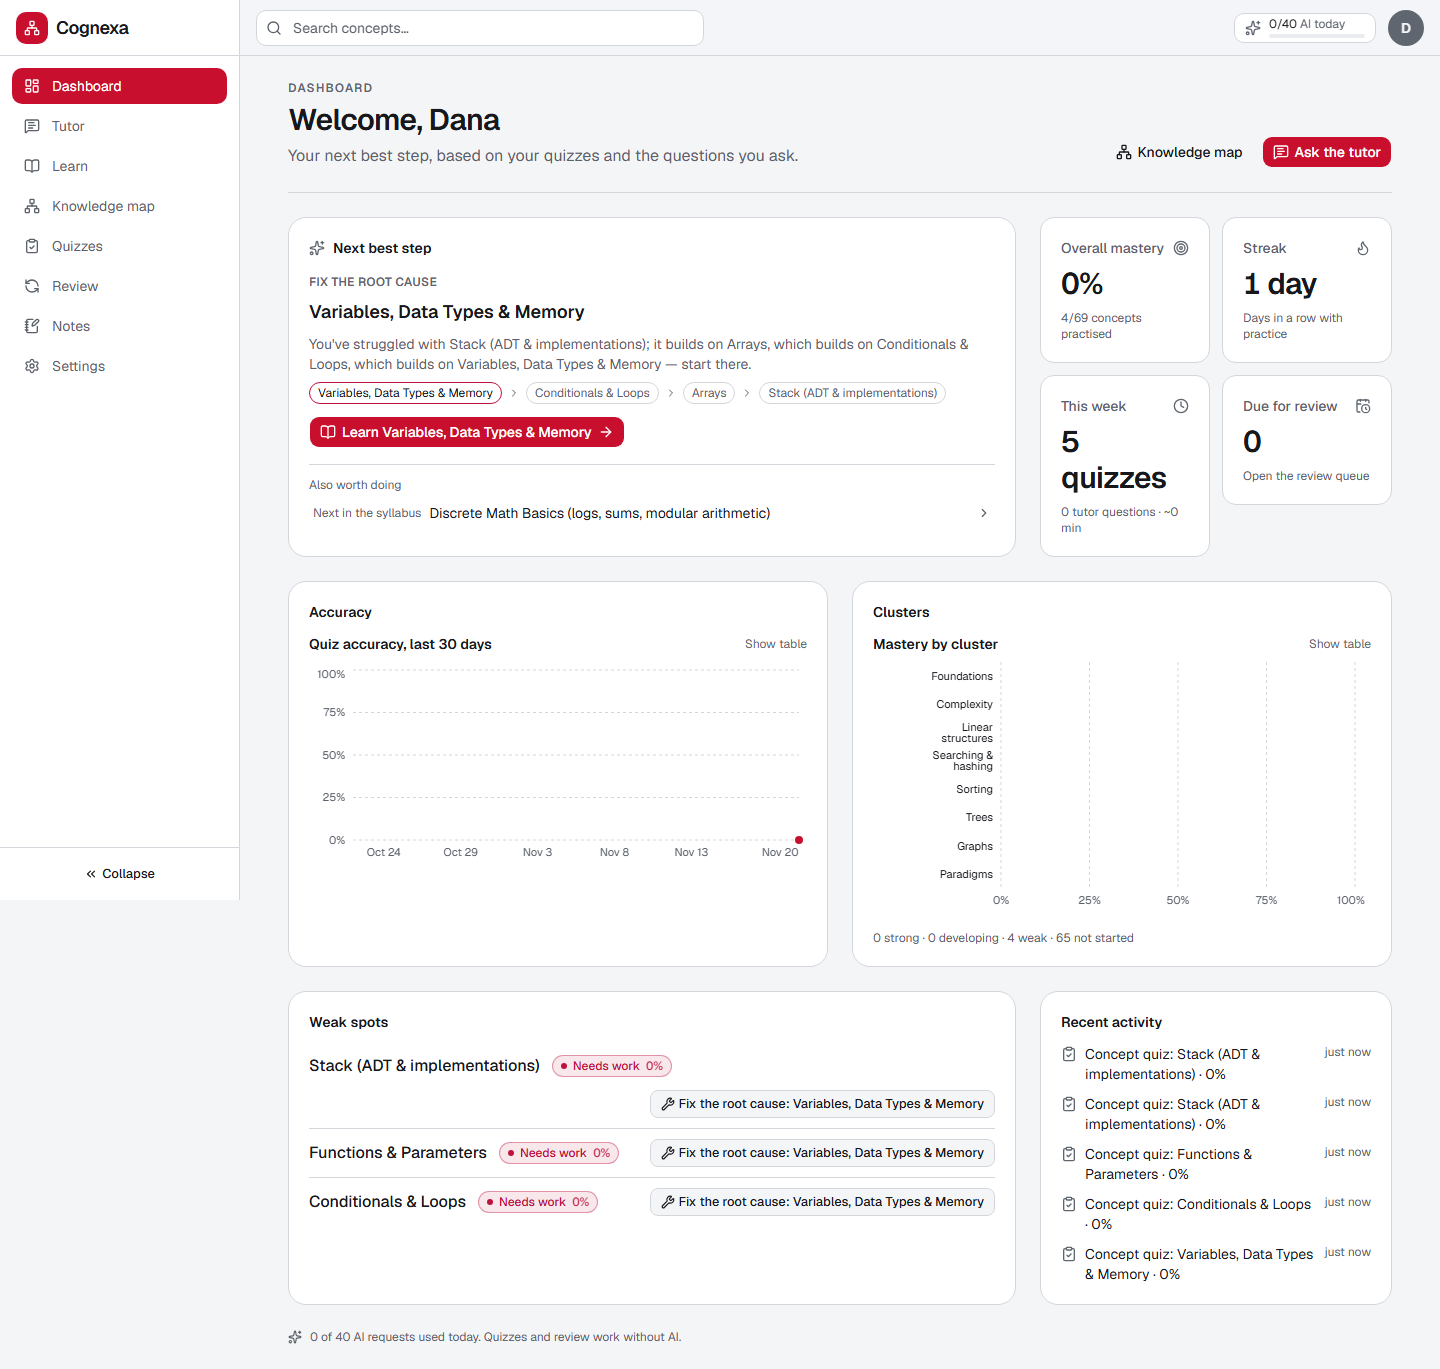 Cognexa
Search concepts...
0/40 AI today
D
Dashboard
Tutor
Learn
Knowledge map
Quizzes
Review
Notes
Settings
Collapse
DASHBOARD
Welcome, Dana
Your next best step, based on your quizzes and the questions you ask.
Knowledge map
Ask the tutor
Next best step
FIX THE ROOT CAUSE
Variables, Data Types & Memory
You've struggled with Stack (ADT & implementations); it builds on Arrays, which builds on Conditionals &
Loops, which builds on Variables, Data Types & Memory — start there.
Variables, Data Types & Memory > Conditionals & Loops > Arrays > Stack (ADT & implementations)
Learn Variables, Data Types & Memory →
Also worth doing
Next in the syllabus Discrete Math Basics (logs, sums, modular arithmetic)
Overall mastery
0%
4/69 concepts
practised
Streak
1 day
Days in a row with
practice
This week
5
quizzes
0 tutor questions · ~0
min
Due for review
0
Open the review queue
Accuracy
Quiz accuracy, last 30 days
Show table
100%
75%
50%
25%
0%
Oct 24 Oct 29 Nov 3 Nov 8 Nov 13 Nov 20
Clusters
Mastery by cluster
Show table
Foundations
Complexity
Linear
structures
Searching &
hashing
Sorting
Trees
Graphs
Paradigms
0% 25% 50% 75% 100%
0 strong · 0 developing · 4 weak · 65 not started
Weak spots
Stack (ADT & implementations) Needs work 0%
Fix the root cause: Variables, Data Types & Memory
Functions & Parameters Needs work 0% Fix the root cause: Variables, Data Types & Memory
Conditionals & Loops Needs work 0% Fix the root cause: Variables, Data Types & Memory
Recent activity
Concept quiz: Stack (ADT & just now
implementations) · 0%
Concept quiz: Stack (ADT & just now
implementations) · 0%
Concept quiz: Functions & just now
Parameters · 0%
Concept quiz: Conditionals & Loops just now
· 0%
Concept quiz: Variables, Data Types just now
& Memory · 0%
0 of 40 AI requests used today. Quizzes and review work without AI.